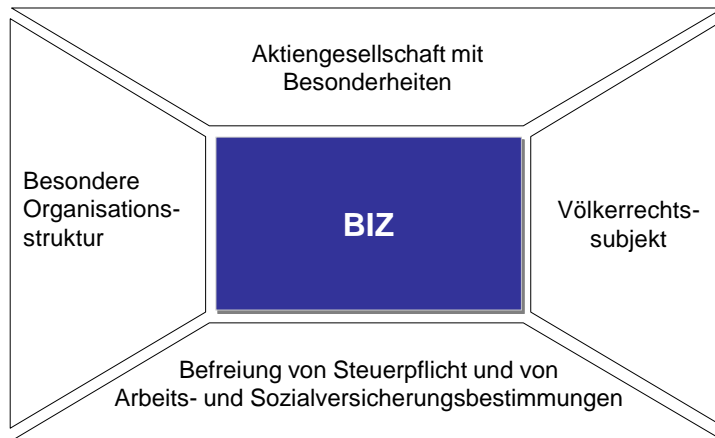 Aktiengesellschaft mit
Besonderheiten
Besondere
Organisations-
struktur
BIZ
Völkerrechts-
subjekt
Befreiung von Steuerpflicht und von
Arbeits- und Sozialversicherungsbestimmungen